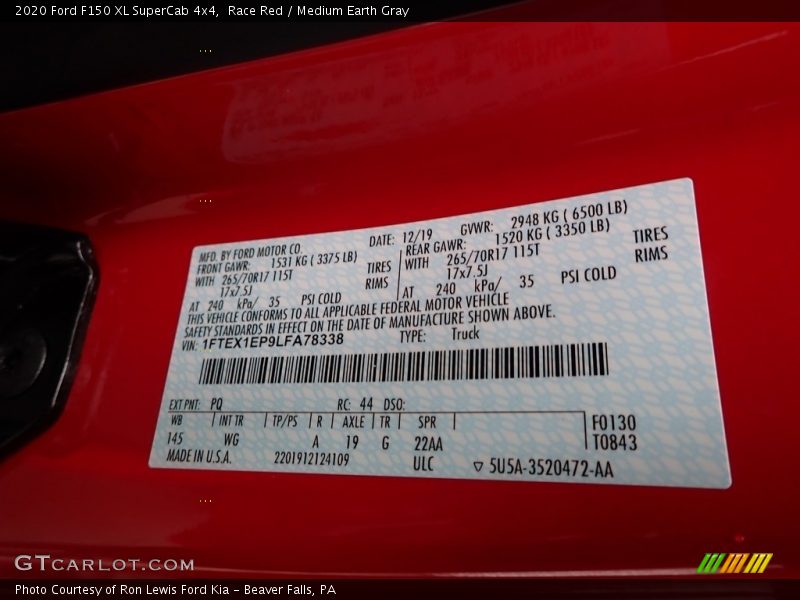 2020 Ford F150 XL SuperCab 4x4,  Race Red / Medium Earth Gray
MFD. BY FORD MOTOR CO. DATE: 12/19 GVWR: 2948 KG ( 6500 LB)
FRONT GAWR: 1531 KG ( 3375 LB) REAR GAWR: 1520 KG ( 3350 LB)
WITH 265/70R17 115T TIRES WITH 265/70R17 115T TIRES
17x7.5J RIMS 17x7.5J RIMS
AT 240 kPa/ 35 PSI COLD AT 240 kPa/ 35 PSI COLD
THIS VEHICLE CONFORMS TO ALL APPLICABLE FEDERAL MOTOR VEHICLE
SAFETY STANDARDS IN EFFECT ON THE DATE OF MANUFACTURE SHOWN ABOVE.
VIN: 1FTEX1EP9LFA78338 TYPE: Truck
EXT PNT: PQ RC: 44 DSO:
WB INT TR TP/PS R AXLE TR SPR F0130
145 WG A 19 G 22AA T0843
MADE IN U.S.A. 2201912124109 ULC ▽ 5U5A-3520472-AA
GTCARLOT.COM
Photo Courtesy of Ron Lewis Ford Kia - Beaver Falls, PA